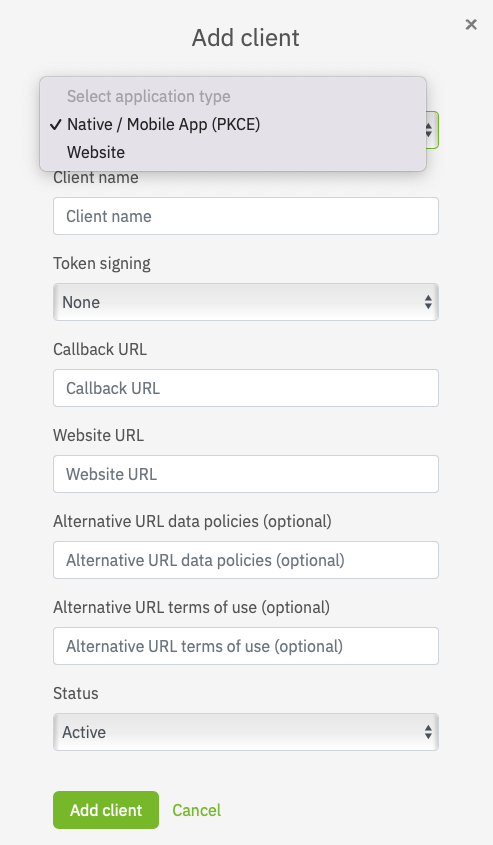 ×
Add client
Select application type
✓ Native / Mobile App (PKCE)
Website
Client name
Client name
Token signing
None
Callback URL
Callback URL
Website URL
Website URL
Alternative URL data policies (optional)
Alternative URL data policies (optional)
Alternative URL terms of use (optional)
Alternative URL terms of use (optional)
Status
Active
Add client Cancel